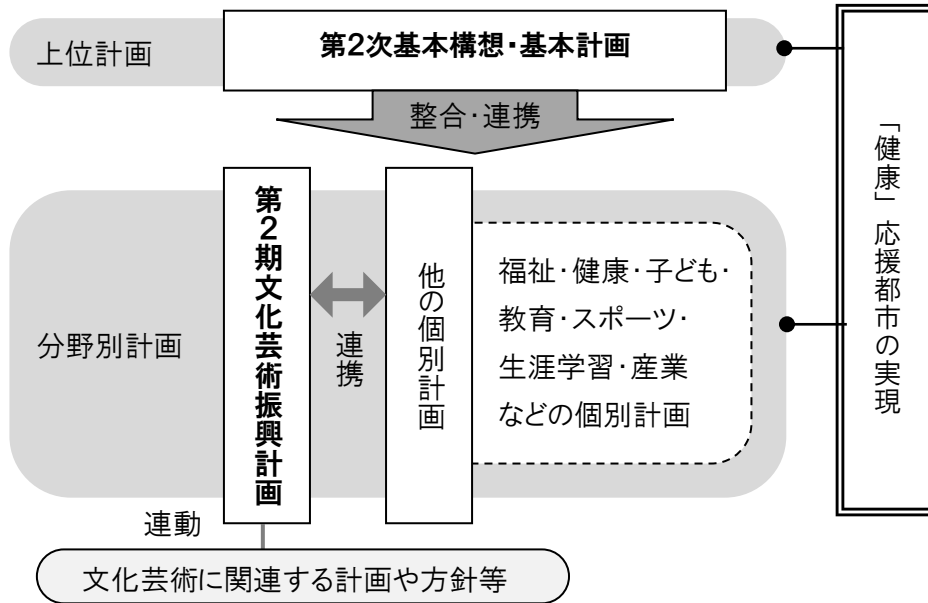 上位計画
第2次基本構想・基本計画
整合・連携
分野別計画
第2期文化芸術振興計画
連携
他の個別計画
福祉・健康・子ども・
教育・スポーツ・
生涯学習・産業
などの個別計画
連動
文化芸術に関連する計画や方針等
「健康」応援都市の実現